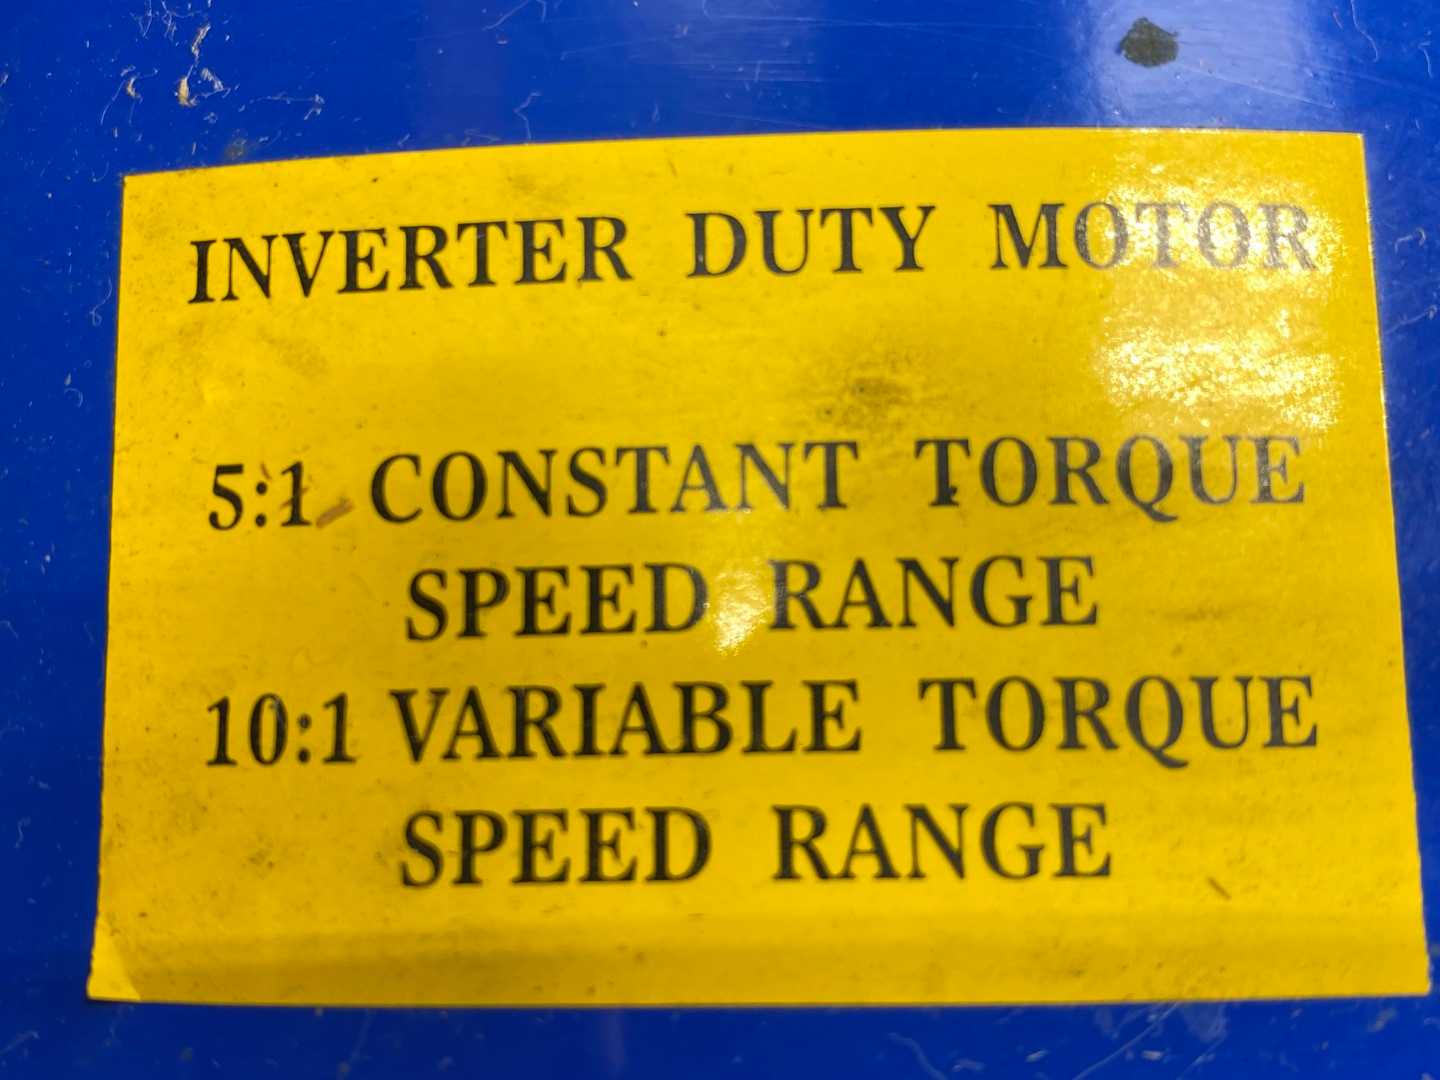 INVERTER DUTY MOTOR
5:1 CONSTANT TORQUE
SPEED RANGE
10:1 VARIABLE TORQUE
SPEED RANGE